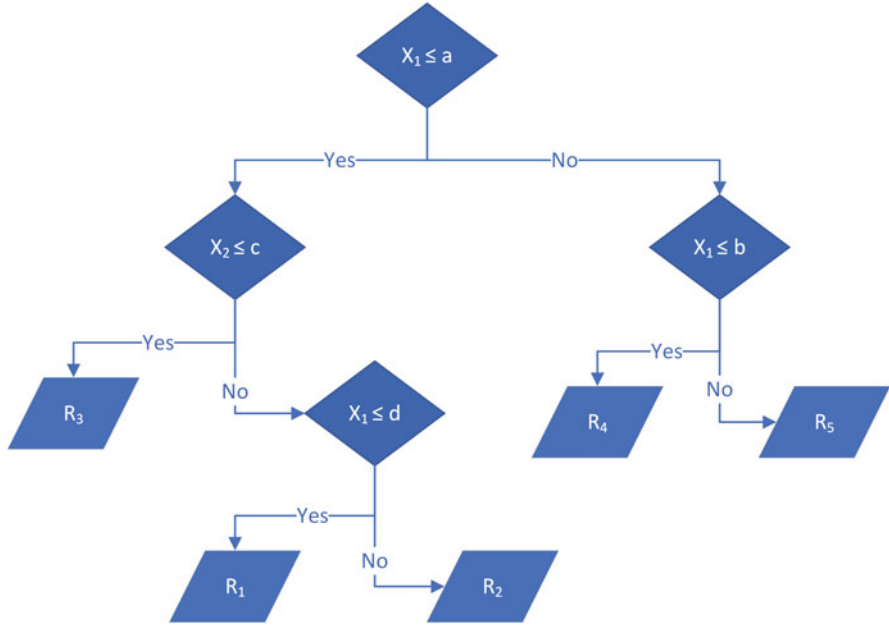 X₁ ≤ a
Yes
No
X₂ ≤ c
X₁ ≤ b
Yes
Yes
No
No
R₃
X₁ ≤ d
R₄
R₅
Yes
No
R₁
R₂